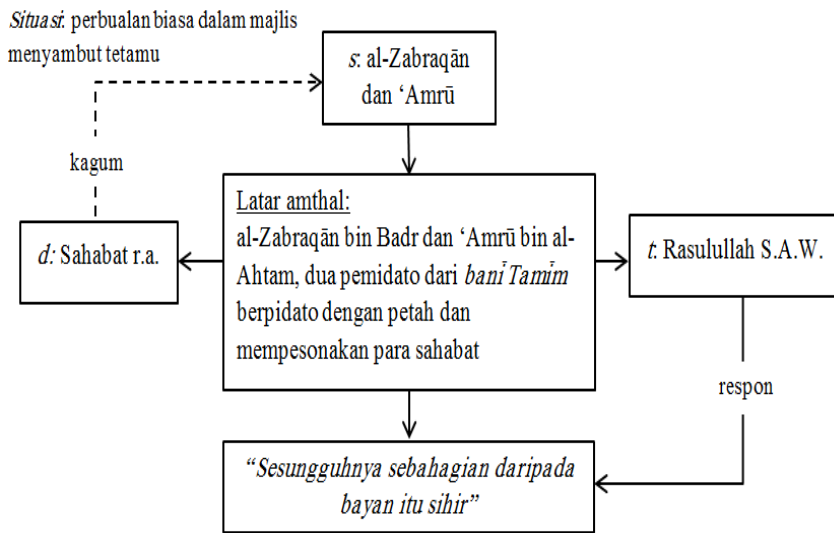 Situasi: perbualan biasa dalam majlis
menyambut tetamu
s: al-Zabraqān
dan ‘Amrū
kagum
Latar amthal:
al-Zabraqān bin Badr dan ‘Amrū bin al-
Ahtam, dua pemidato dari banī Tamīm
berpidato dengan petah dan
mempesonakan para sahabat
d: Sahabat r.a.
t: Rasulullah S.A.W.
respon
“Sesungguhnya sebahagian daripada
bayan itu sihir”